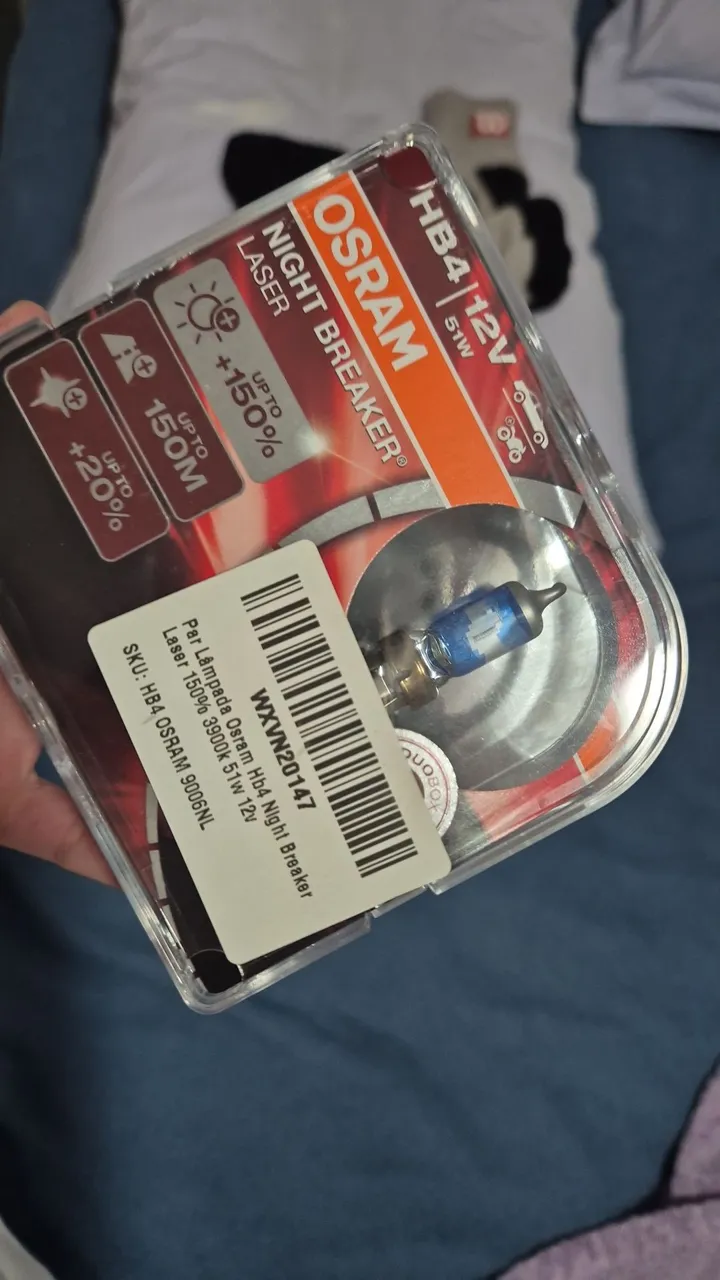 HB4 | 12V
51W
OSRAM
NIGHT BREAKER®
LASER
UP TO
+150%
UP TO
150M
UP TO
+20%
WXVN20147
Par Lâmpada Osram Hb4 Night Breaker
Laser 150% 3900k 51w 12v
SKU: HB4 OSRAM 9006NL
DUOBOX